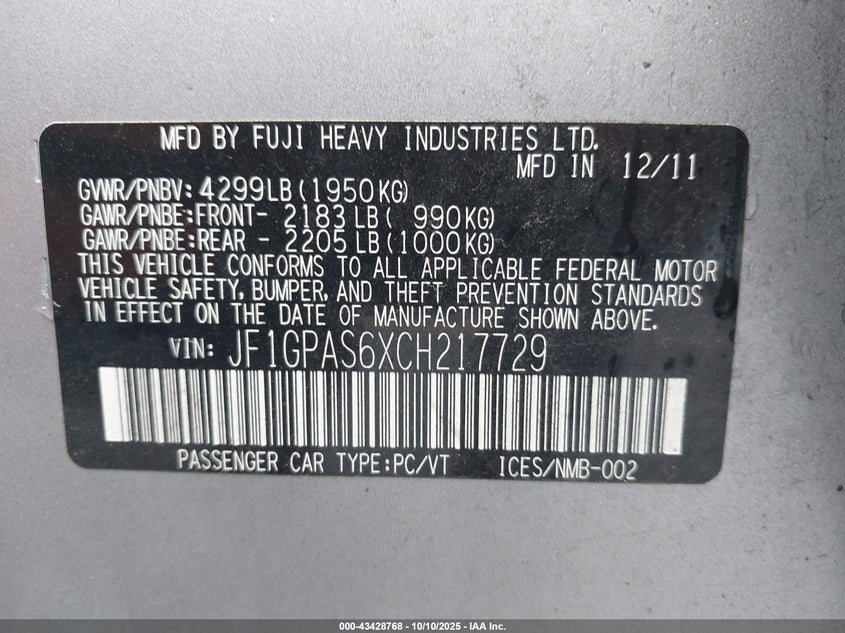 MFD BY FUJI HEAVY INDUSTRIES LTD.
MFD IN 12/11
GVWR/PNBV: 4299LB(1950KG)
GAWR/PNBE:FRONT- 2183LB( 990KG)
GAWR/PNBE:REAR - 2205LB(1000KG)
THIS VEHICLE CONFORMS TO ALL APPLICABLE FEDERAL MOTOR
VEHICLE SAFETY, BUMPER, AND THEFT PREVENTION STANDARDS
IN EFFECT ON THE DATE OF MANUFACTURE SHOWN ABOVE.
VIN: JF1GPAS6XCH217729
PASSENGER CAR TYPE:PC/VT ICES/NMB-002
000-43428768 - 10/10/2025 - IAA Inc.